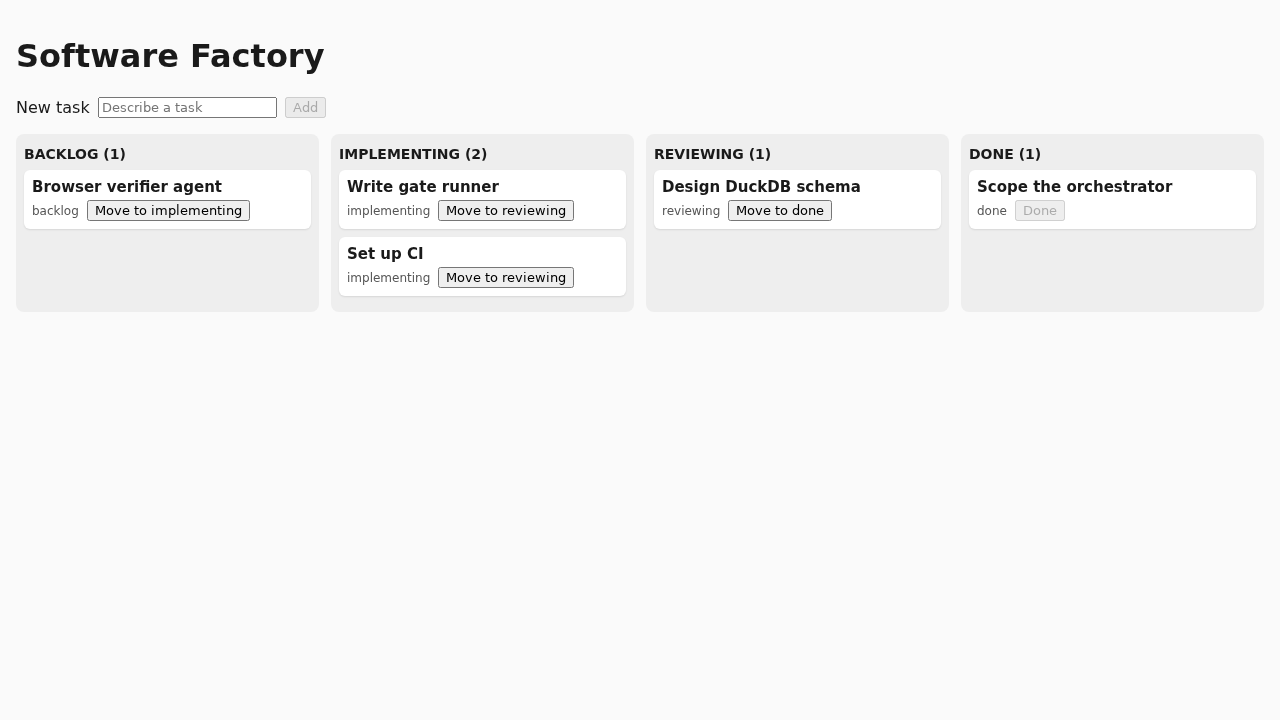 Software Factory
New task Describe a task Add
BACKLOG (1)
Browser verifier agent
backlog Move to implementing
IMPLEMENTING (2)
Write gate runner
implementing Move to reviewing
Set up CI
implementing Move to reviewing
REVIEWING (1)
Design DuckDB schema
reviewing Move to done
DONE (1)
Scope the orchestrator
done Done